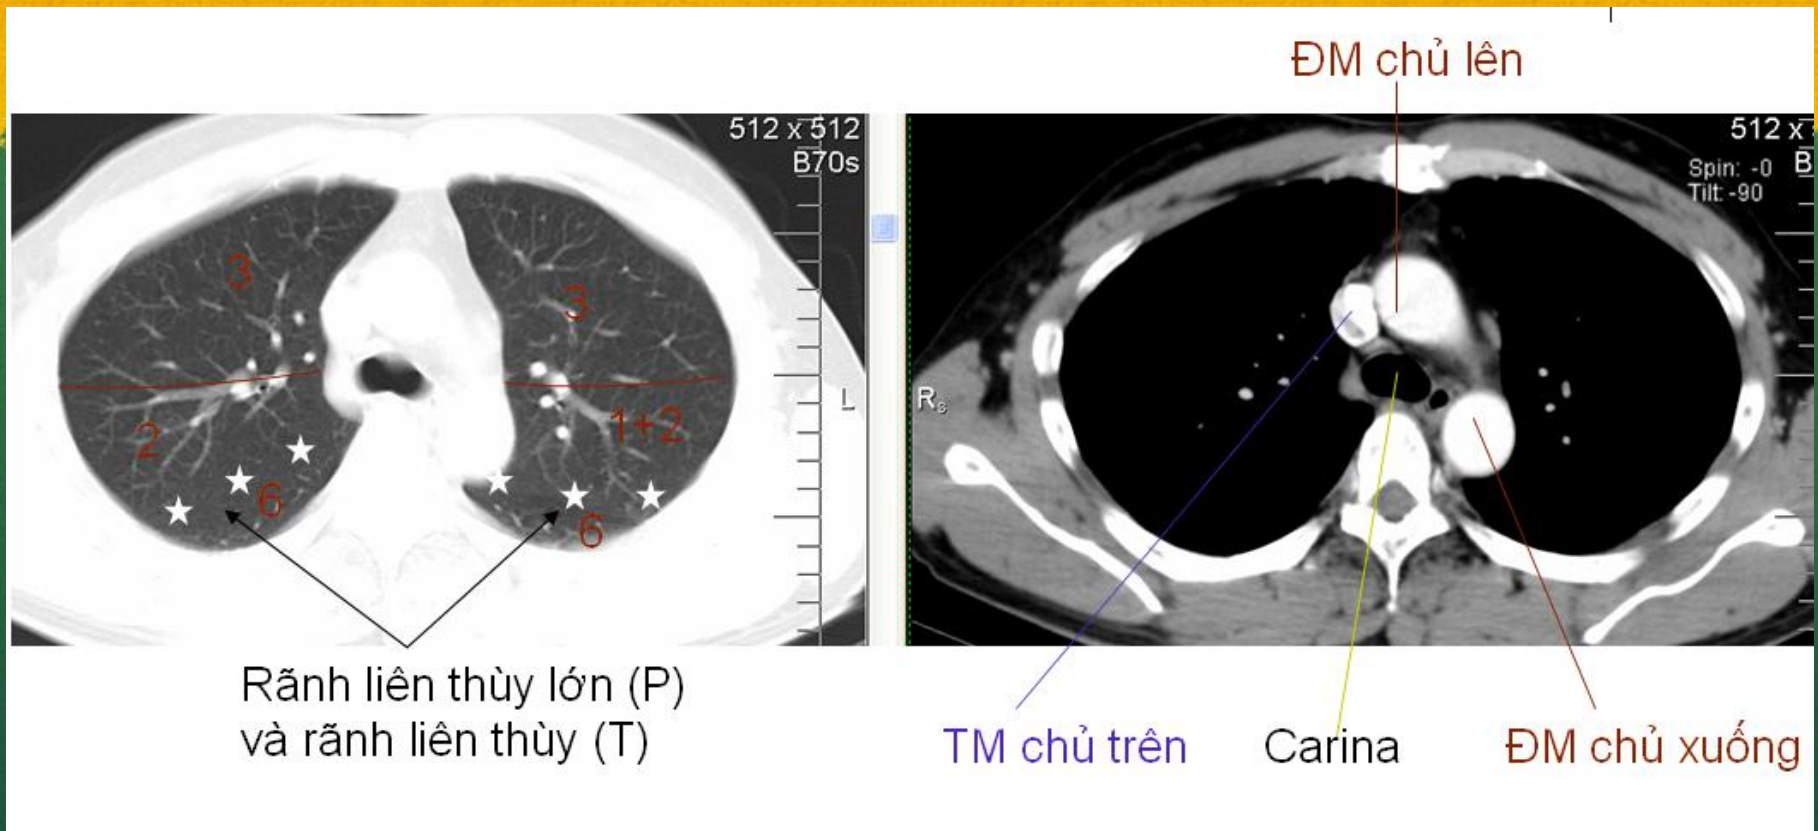 ĐM chủ lên
512 x 512
B70s
3
3
2
1+2
6
6
L
512 x
B
Spin: -0
Tilt: -90
Rs
Rãnh liên thùy lớn (P)
và rãnh liên thùy (T)
TM chủ trên
Carina
ĐM chủ xuống